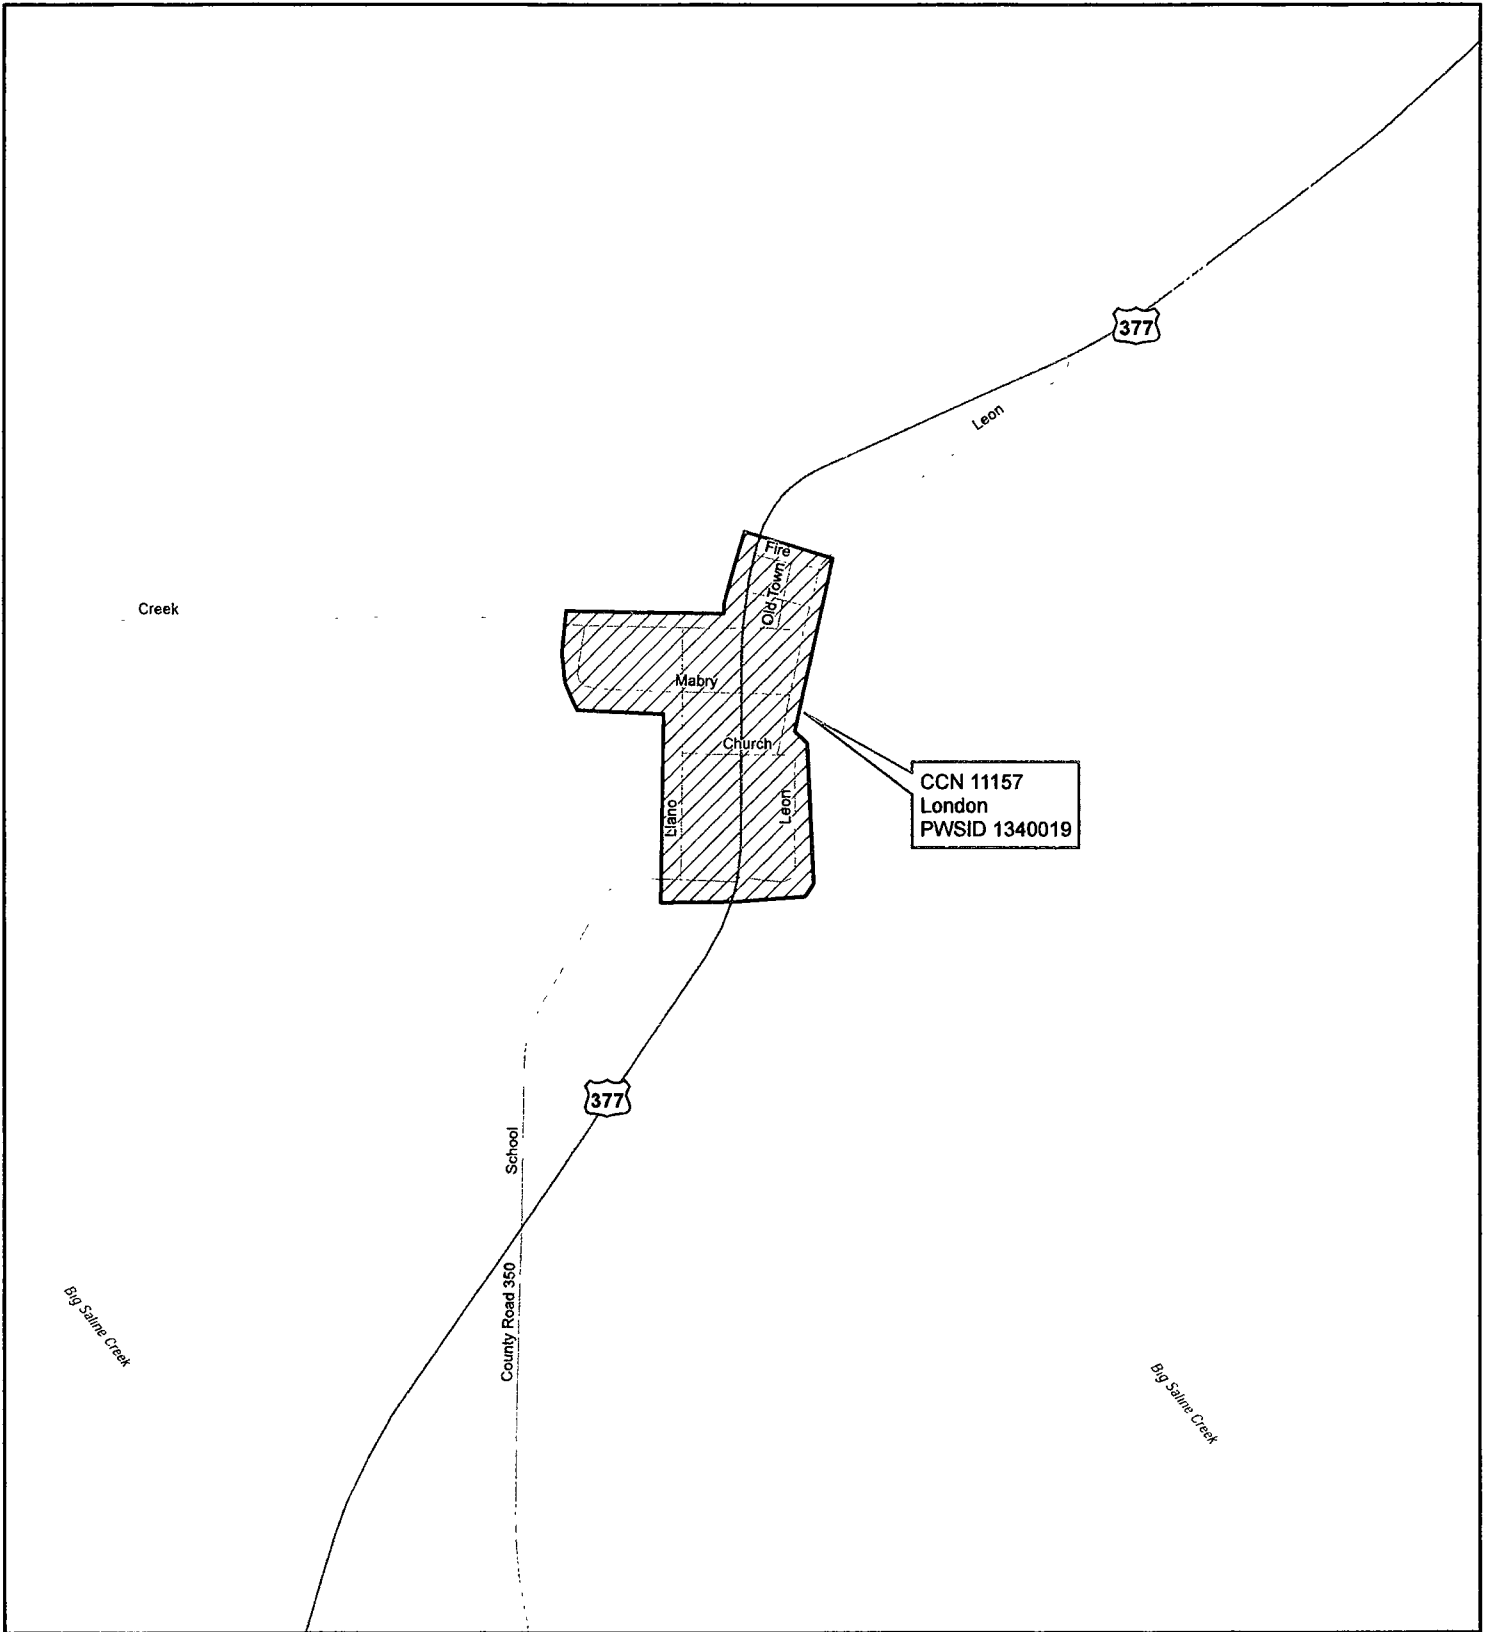 377
Leon
Fire
Old Town
Creek
Mabry
Church
CCN 11157
London
PWSID 1340019
Llano
Leon
377
School
County Road 350
Big Saline Creek
Big Saline Creek